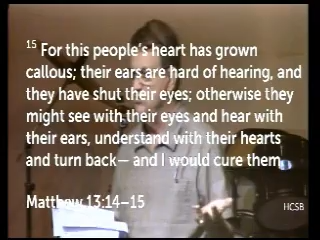 15 For this people's heart has grown
callous; their ears are hard of hearing, and
they have shut their eyes; otherwise they
might see with their eyes and hear with
their ears, understand with their hearts
and turn back— and I would cure them
Matthew 13:14–15
HCSB